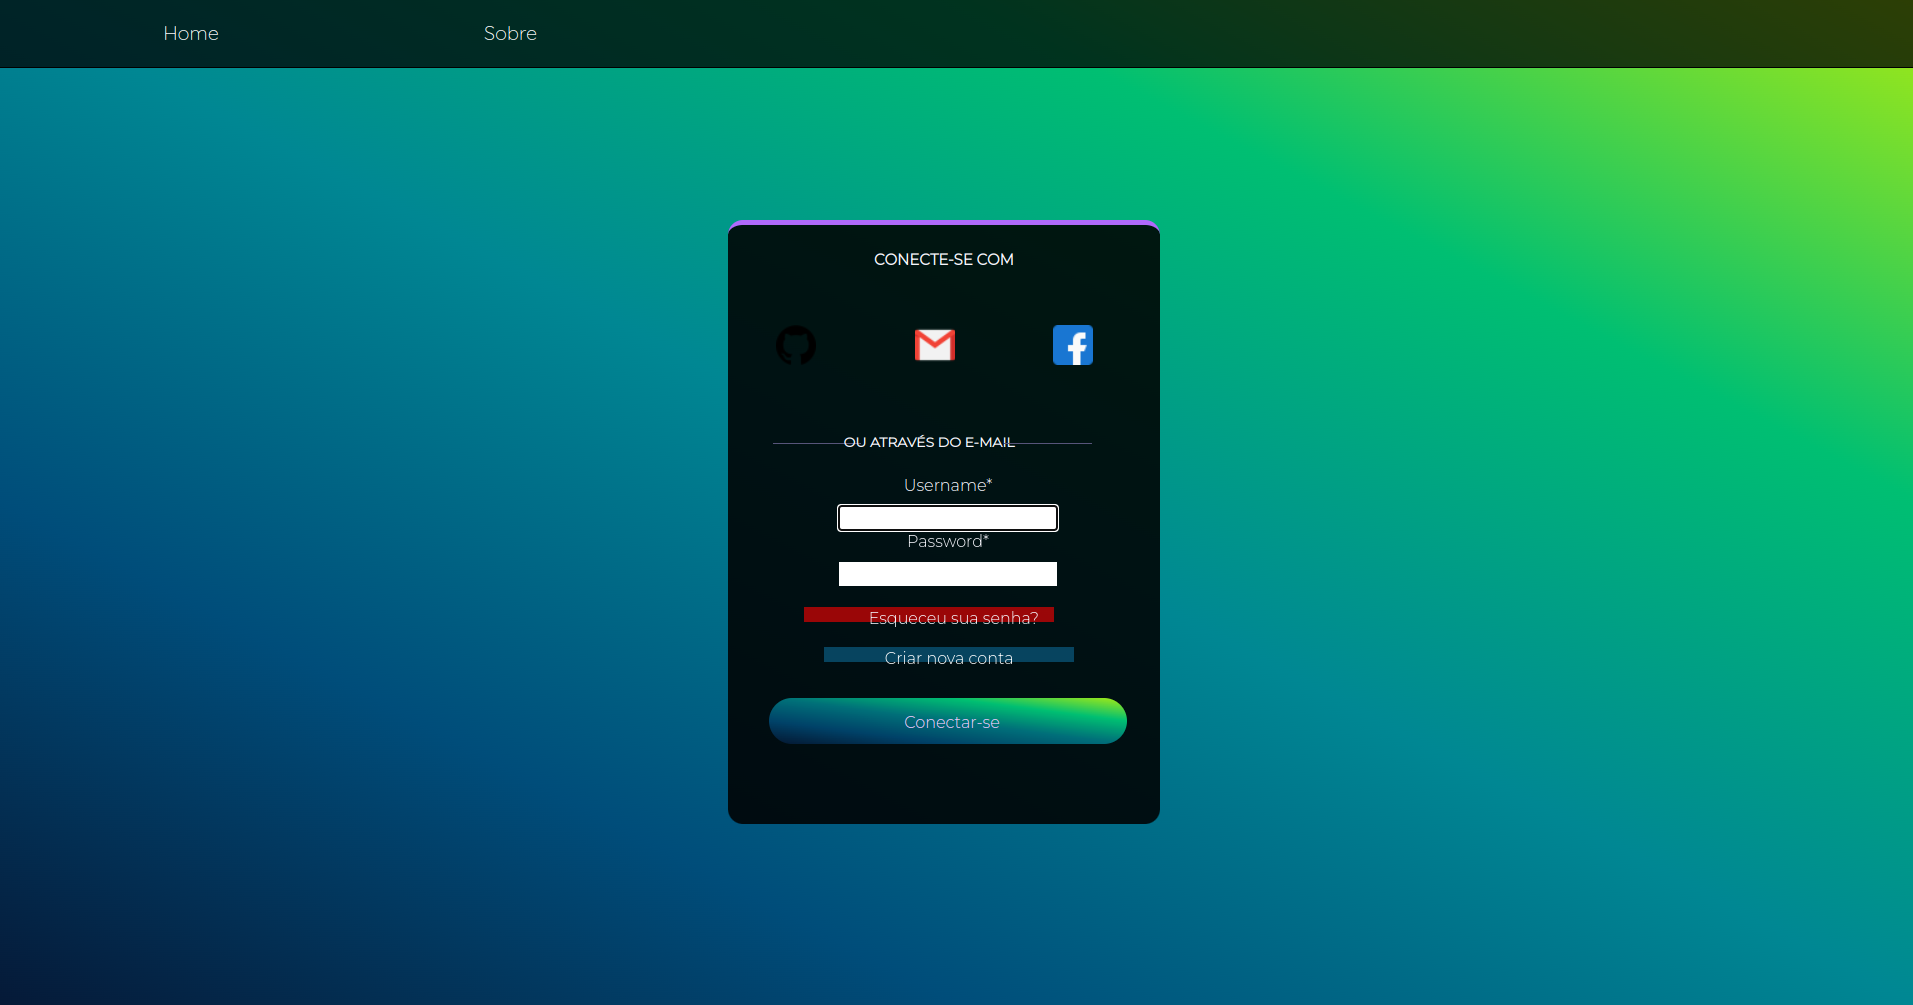 Home Sobre
CONECTE-SE COM
OU ATRAVÉS DO E-MAIL
Username*
Password*
Esqueceu sua senha?
Criar nova conta
Conectar-se